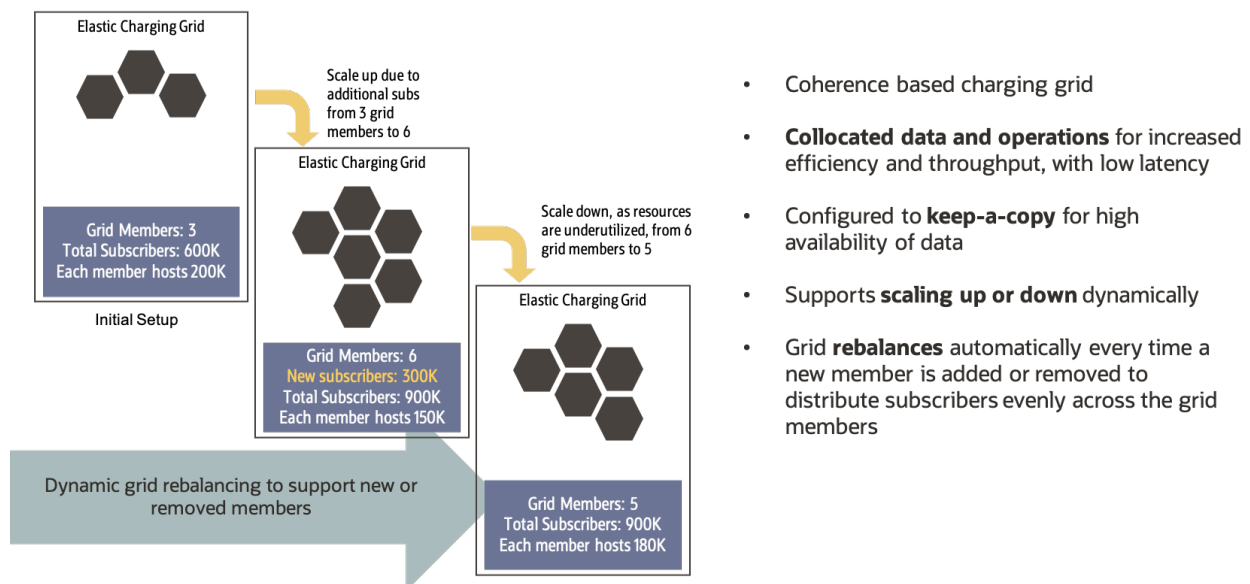 Elastic Charging Grid
Grid Members: 3
Total Subscribers: 600K
Each member hosts 200K
Initial Setup
Scale up due to
additional subs
from 3 grid
members to 6
Elastic Charging Grid
Grid Members: 6
New subscribers: 300K
Total Subscribers: 900K
Each member hosts 150K
Scale down, as resources
are underutilized, from 6
grid members to 5
Elastic Charging Grid
Grid Members: 5
Total Subscribers: 900K
Each member hosts 180K
Dynamic grid rebalancing to support new or
removed members
• Coherence based charging grid
• Collocated data and operations for increased
efficiency and throughput, with low latency
• Configured to keep-a-copy for high
availability of data
• Supports scaling up or down dynamically
• Grid rebalances automatically every time a
new member is added or removed to
distribute subscribers evenly across the grid
members